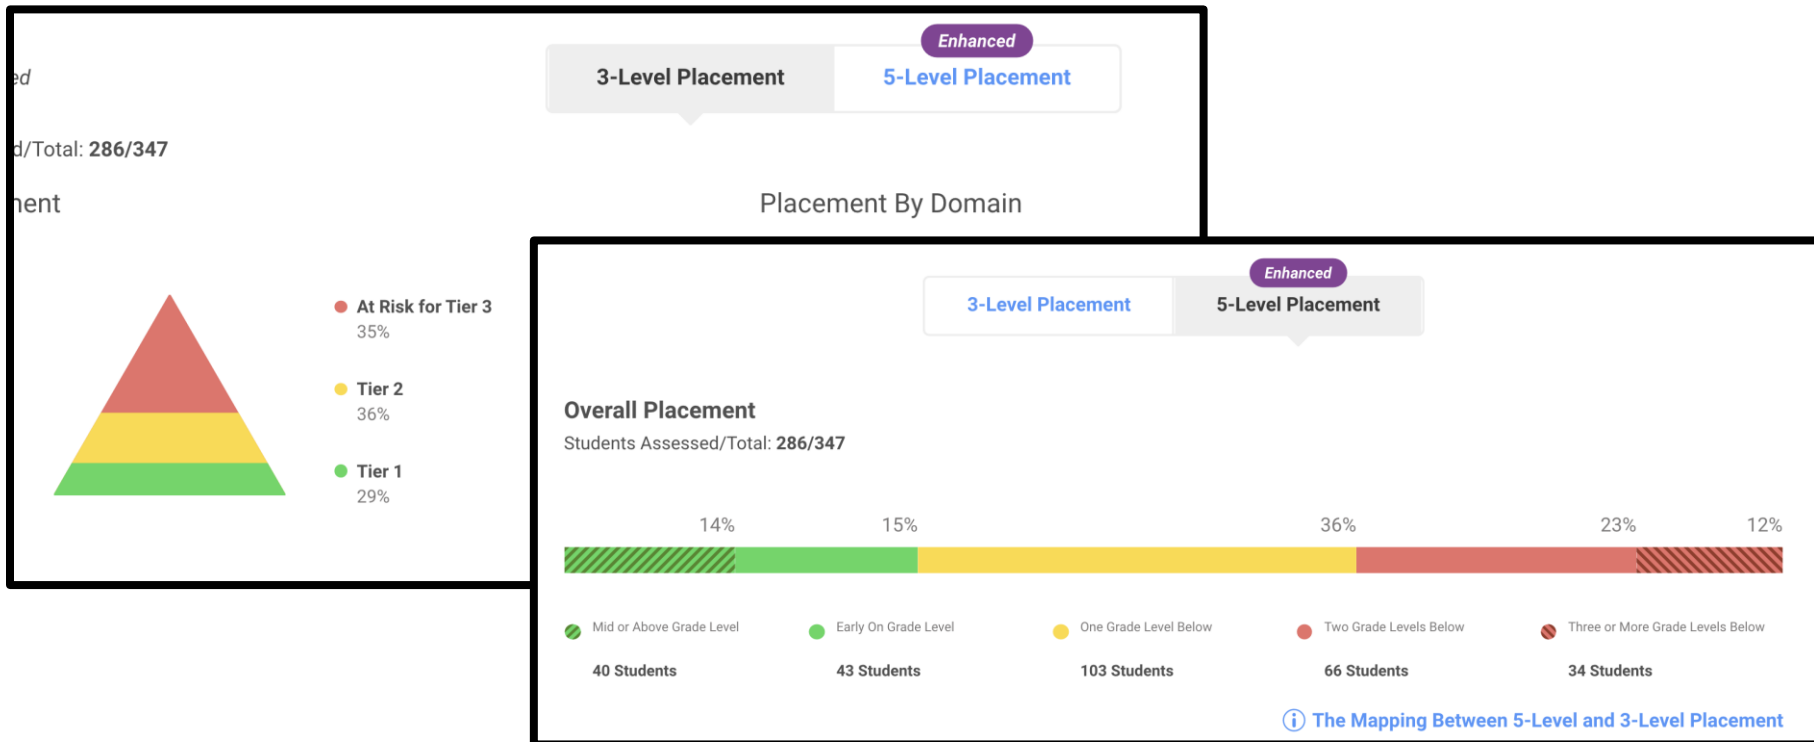 Enhanced
3-Level Placement
5-Level Placement
ed
d/Total: 286/347
nent
Placement By Domain
At Risk for Tier 3
35%
Tier 2
36%
Tier 1
29%
Enhanced
3-Level Placement
5-Level Placement
Overall Placement
Students Assessed/Total: 286/347
14%
15%
36%
23%
12%
Mid or Above Grade Level
Early On Grade Level
One Grade Level Below
Two Grade Levels Below
Three or More Grade Levels Below
40 Students
43 Students
103 Students
66 Students
34 Students
The Mapping Between 5-Level and 3-Level Placement